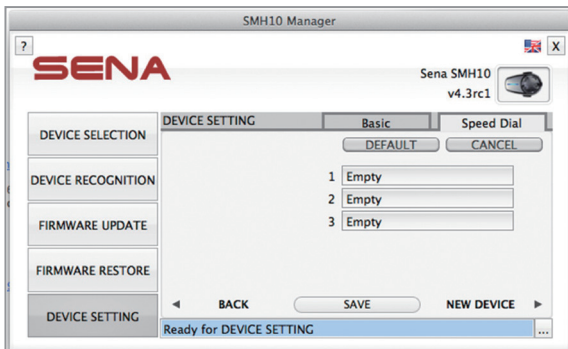 SMH10 Manager
?
X
SENA
Sena SMH10
v4.3rc1
DEVICE SELECTION
DEVICE RECOGNITION
FIRMWARE UPDATE
FIRMWARE RESTORE
DEVICE SETTING
DEVICE SETTING
Basic
Speed Dial
DEFAULT
CANCEL
1 Empty
2 Empty
3 Empty
BACK
SAVE
NEW DEVICE
Ready for DEVICE SETTING
...